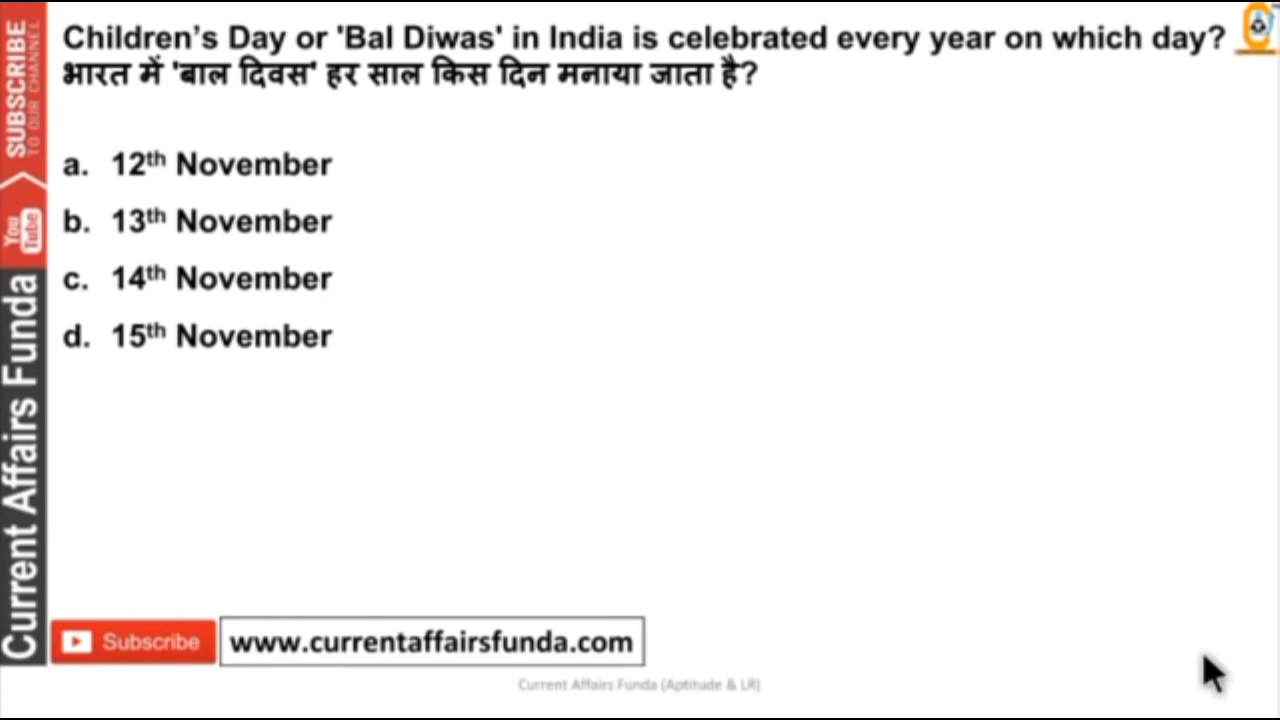 Children's Day or 'Bal Diwas' in India is celebrated every year on which day?
भारत में 'बाल दिवस' हर साल किस दिन मनाया जाता है?
a. 12th November
b. 13th November
c. 14th November
d. 15th November
SUBSCRIBE
TO OUR CHANNEL
You
Tube
Current Affairs Funda
Subscribe
www.currentaffairsfunda.com
Current Affairs Funda (Aptitude & LR)